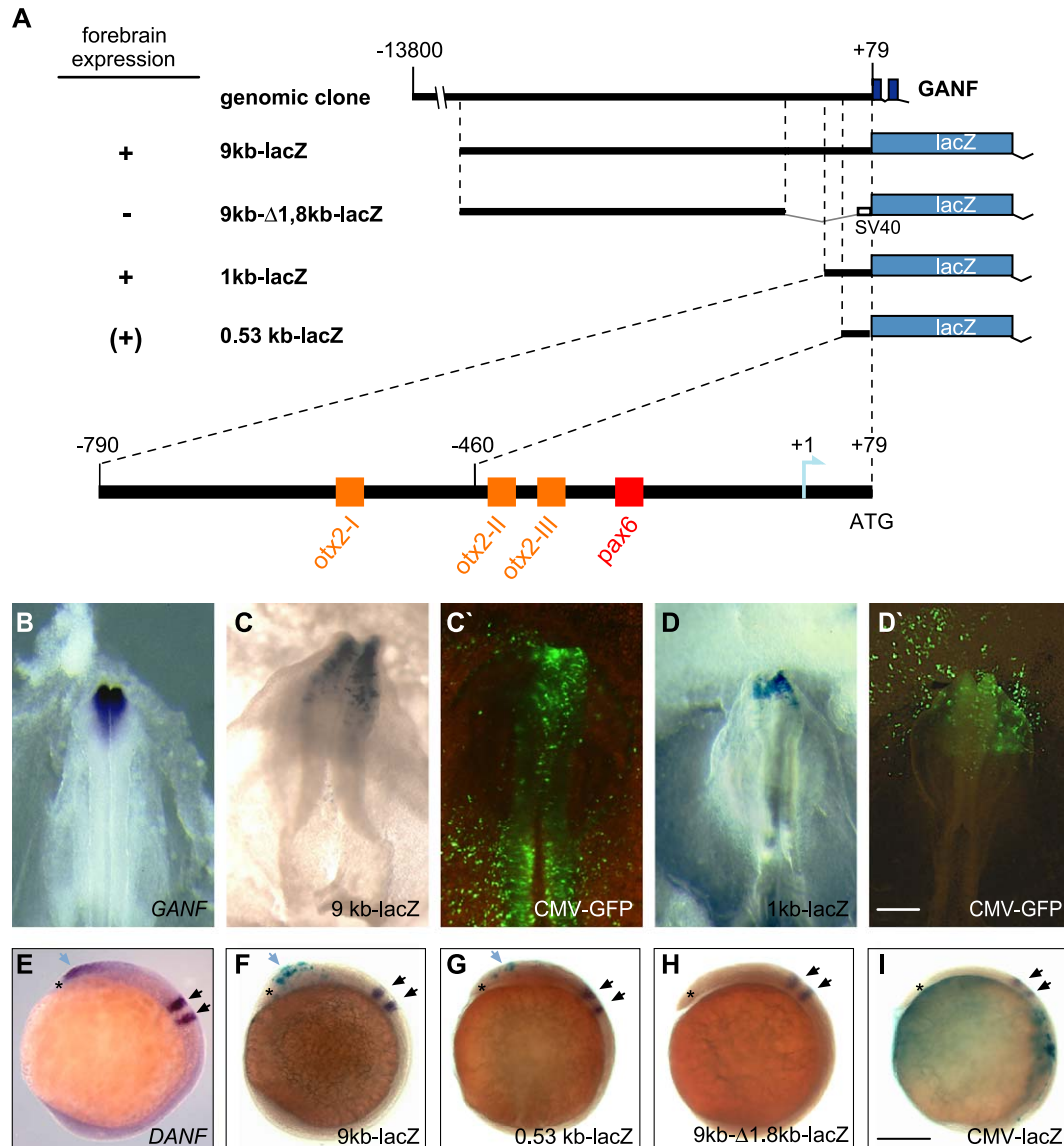 A
forebrain
expression
-13800
+79
genomic clone
GANF
+
9kb-lacZ
lacZ
-
9kb-Δ1,8kb-lacZ
lacZ
SV40
+
1kb-lacZ
lacZ
(+)
0.53 kb-lacZ
lacZ
-790
-460
+1
+79
otx2-I
otx2-II
otx2-III
pax6
ATG
B
GANF
C
9 kb-lacZ
C`
CMV-GFP
D
1kb-lacZ
D`
CMV-GFP
E
*
DANF
F
*
9kb-lacZ
G
*
0.53 kb-lacZ
H
*
9kb-Δ1.8kb-lacZ
I
*
CMV-lacZ